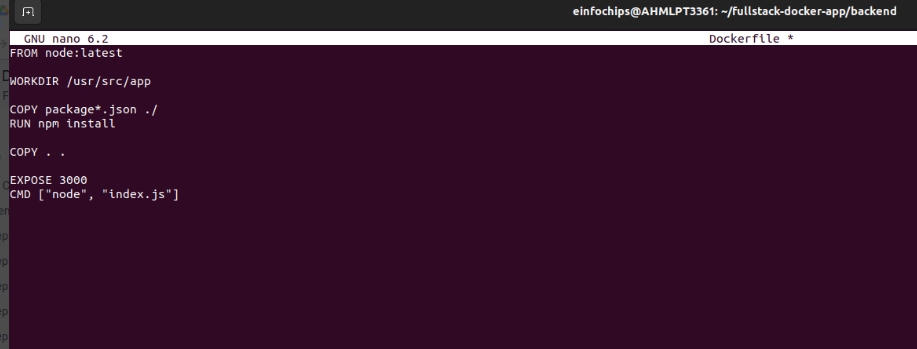 einfochips@AHMLPT3361: ~/fullstack-docker-app/backend
GNU nano 6.2 Dockerfile *
FROM node:latest
WORKDIR /usr/src/app
COPY package*.json ./
RUN npm install
COPY . .
EXPOSE 3000
CMD ["node", "index.js"]